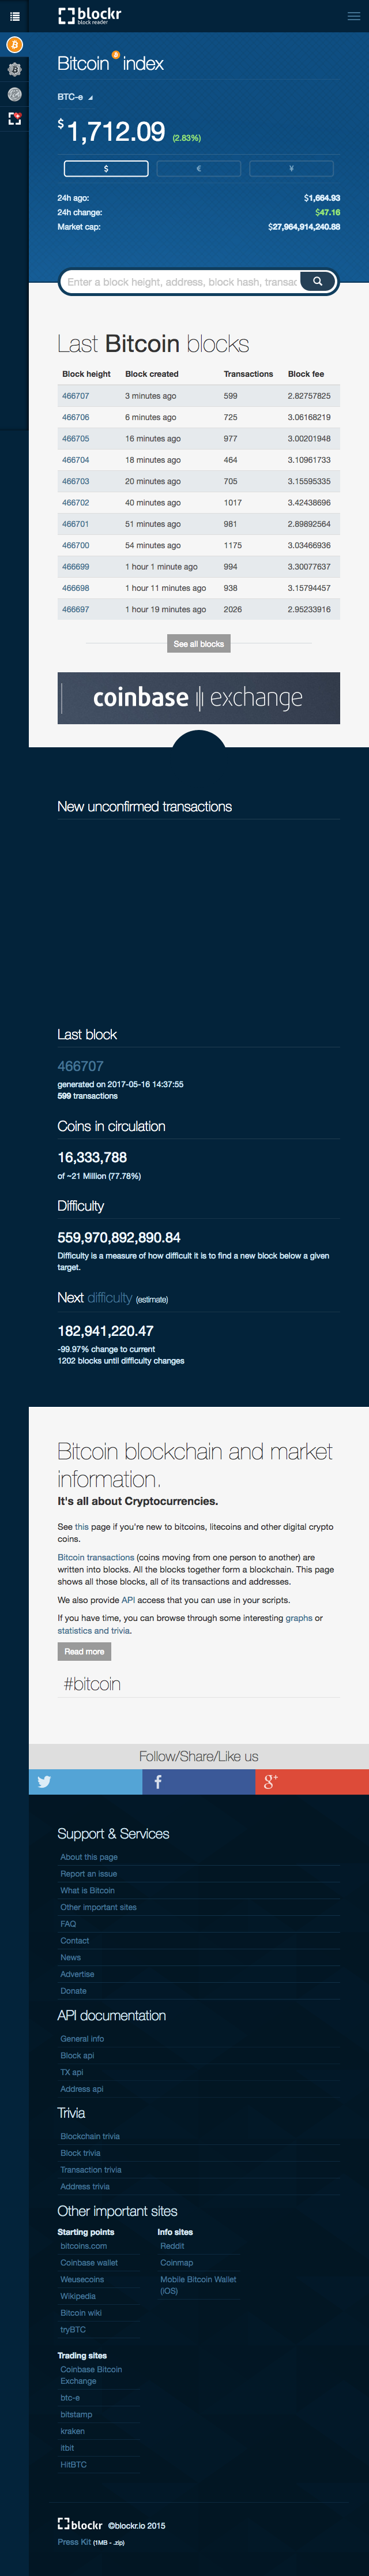 blockr
block reader
Bitcoin index
BTC-e
$1,712.09 (2.83%)
$ € ¥
24h ago: $1,664.93
24h change: $47.16
Market cap: $27,964,914,240.88
Enter a block height, address, block hash, transac
Last Bitcoin blocks
Block height Block created Transactions Block fee
466707 3 minutes ago 599 2.82757825
466706 6 minutes ago 725 3.06168219
466705 16 minutes ago 977 3.00201948
466704 18 minutes ago 464 3.10961733
466703 20 minutes ago 705 3.15595335
466702 40 minutes ago 1017 3.42438696
466701 51 minutes ago 981 2.89892564
466700 54 minutes ago 1175 3.03466936
466699 1 hour 1 minute ago 994 3.30077637
466698 1 hour 11 minutes ago 938 3.15794457
466697 1 hour 19 minutes ago 2026 2.95233916
See all blocks
coinbase exchange
New unconfirmed transactions
Last block
466707
generated on 2017-05-16 14:37:55
599 transactions
Coins in circulation
16,333,788
of ~21 Million (77.78%)
Difficulty
559,970,892,890.84
Difficulty is a measure of how difficult it is to find a new block below a given
target.
Next difficulty (estimate)
182,941,220.47
-99.97% change to current
1202 blocks until difficulty changes
Bitcoin blockchain and market
information.
It's all about Cryptocurrencies.
See this page if you're new to bitcoins, litecoins and other digital crypto
coins.
Bitcoin transactions (coins moving from one person to another) are
written into blocks. All the blocks together form a blockchain. This page
shows all those blocks, all of its transactions and addresses.
We also provide API access that you can use in your scripts.
If you have time, you can browse through some interesting graphs or
statistics and trivia.
Read more
#bitcoin
Follow/Share/Like us
Support & Services
About this page
Report an issue
What is Bitcoin
Other important sites
FAQ
Contact
News
Advertise
Donate
API documentation
General info
Block api
TX api
Address api
Trivia
Blockchain trivia
Block trivia
Transaction trivia
Address trivia
Other important sites
Starting points
bitcoins.com
Coinbase wallet
Weusecoins
Wikipedia
Bitcoin wiki
tryBTC
Info sites
Reddit
Coinmap
Mobile Bitcoin Wallet
(iOS)
Trading sites
Coinbase Bitcoin
Exchange
btc-e
bitstamp
kraken
itbit
HitBTC
blockr ©blockr.io 2015
Press Kit (1MB - .zip)